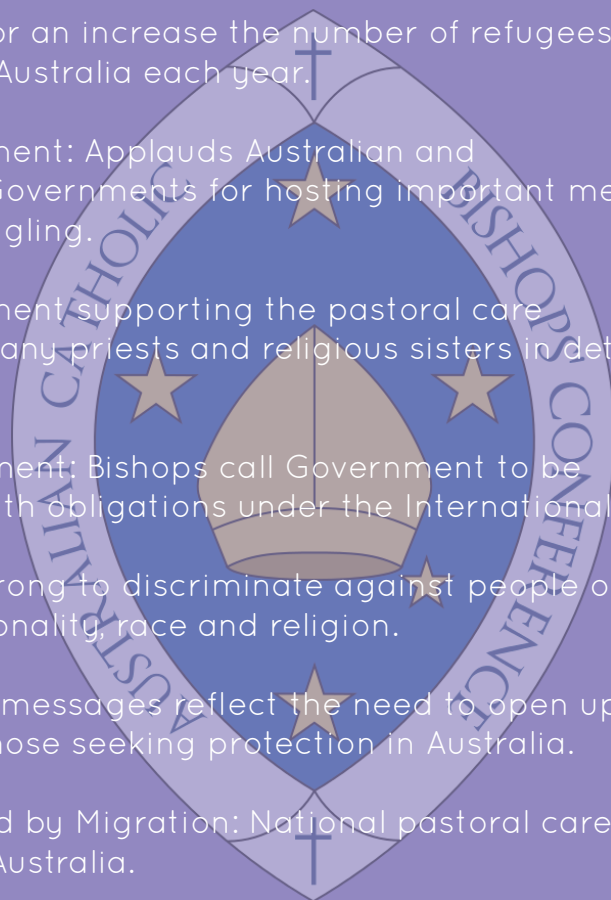 or an increase the number of refugees
Australia each year.
ment: Applauds Australian and
Governments for hosting important me
gling.
ment supporting the pastoral care
any priests and religious sisters in det
ment: Bishops call Government to be
th obligations under the International
rong to discriminate against people o
onality, race and religion.
messages reflect the need to open up
hose seeking protection in Australia.
d by Migration: National pastoral care
Australia.
AUSTRALIAN CATHOLIC BISHOPS CONFERENCE